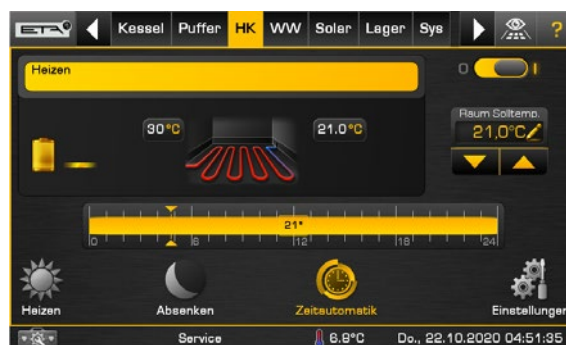 ETA Kessel Puffer HK WW Solar Lager Sys ?
Heizen
0 I
30°C 21.0°C
Raum Solltemp.
21,0°C
21°
0 6 12 18 24
Heizen Absenken Zeitautomatik Einstellungen
Service 6.8°C Do., 22.10.2020 04:51:35